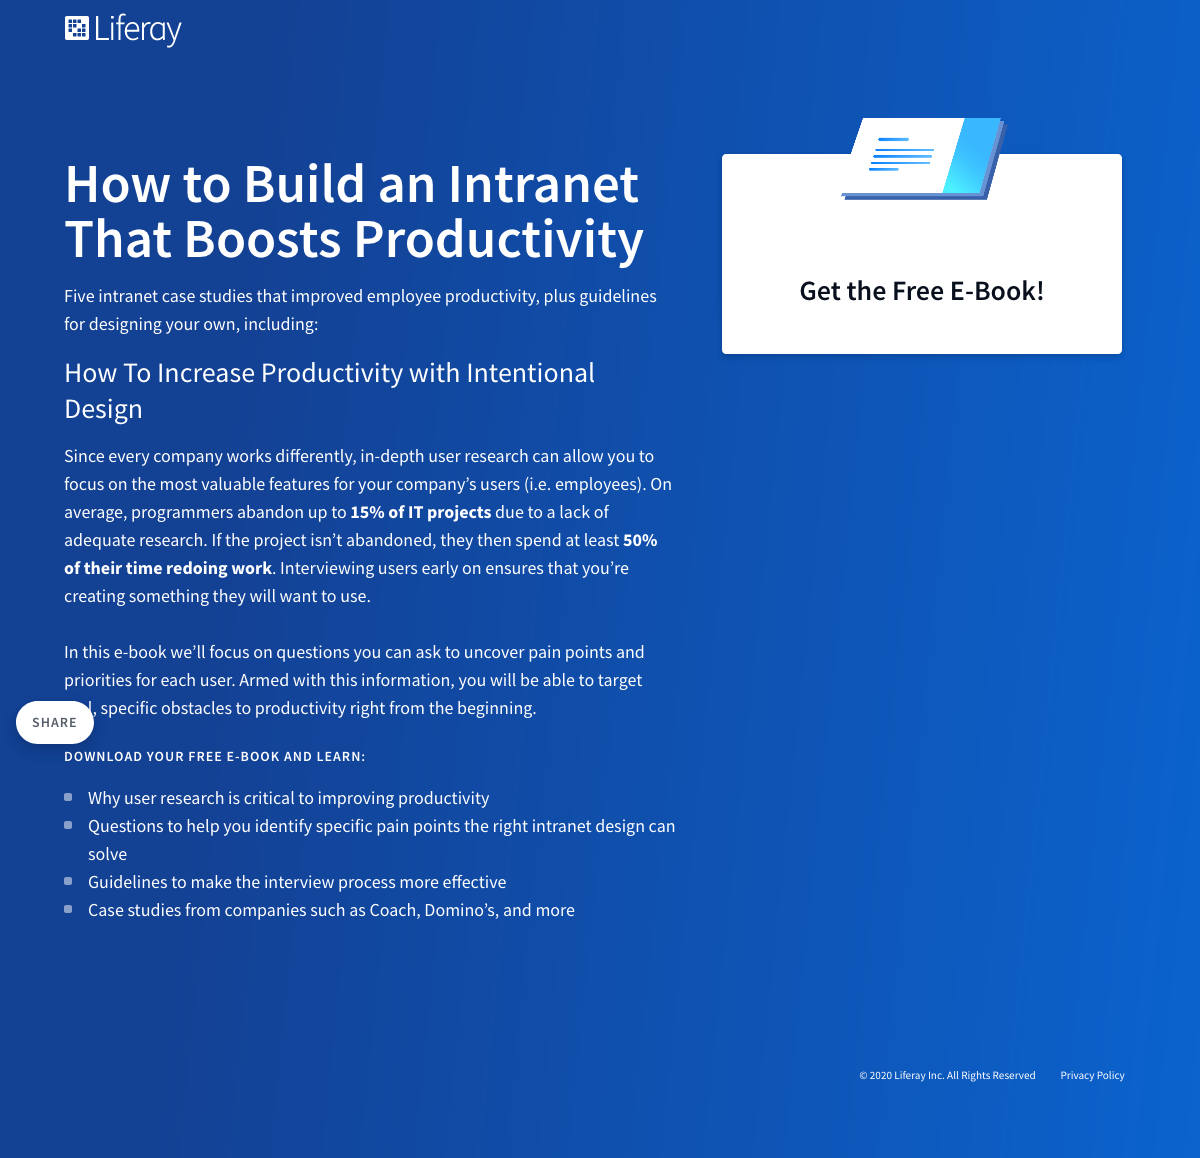 Liferay
How to Build an Intranet
That Boosts Productivity
Five intranet case studies that improved employee productivity, plus guidelines
for designing your own, including:
How To Increase Productivity with Intentional
Design
Since every company works differently, in-depth user research can allow you to
focus on the most valuable features for your company’s users (i.e. employees). On
average, programmers abandon up to 15% of IT projects due to a lack of
adequate research. If the project isn’t abandoned, they then spend at least 50%
of their time redoing work. Interviewing users early on ensures that you’re
creating something they will want to use.
In this e-book we’ll focus on questions you can ask to uncover pain points and
priorities for each user. Armed with this information, you will be able to target
, specific obstacles to productivity right from the beginning.
SHARE
DOWNLOAD YOUR FREE E-BOOK AND LEARN:
Why user research is critical to improving productivity
Questions to help you identify specific pain points the right intranet design can
solve
Guidelines to make the interview process more effective
Case studies from companies such as Coach, Domino’s, and more
Get the Free E-Book!
© 2020 Liferay Inc. All Rights Reserved Privacy Policy